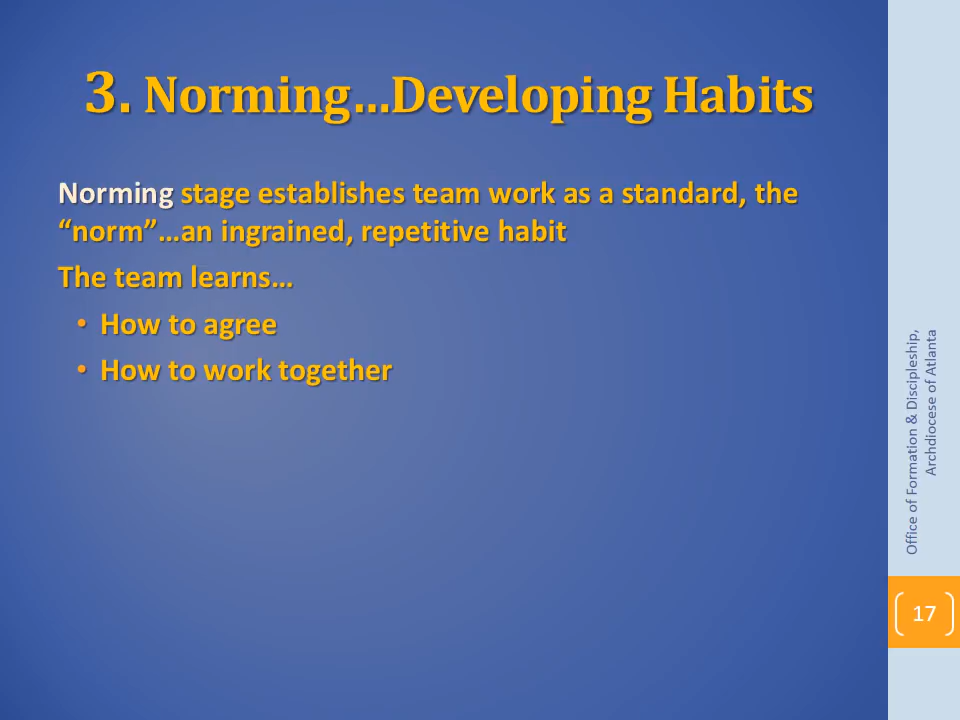 3. Norming…Developing Habits
Norming stage establishes team work as a standard, the
“norm”…an ingrained, repetitive habit
The team learns…
• How to agree
• How to work together
Office of Formation & Discipleship,
Archdiocese of Atlanta
17